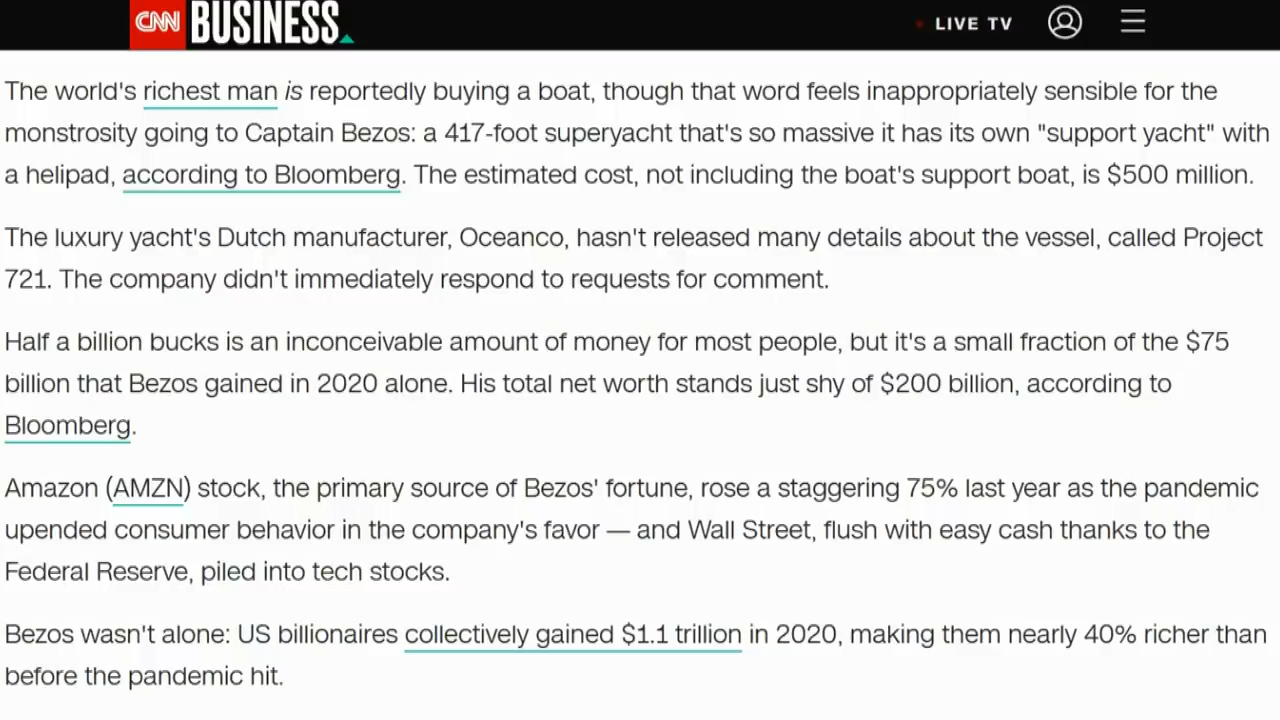 CNN BUSINESS
LIVE TV
The world's richest man is reportedly buying a boat, though that word feels inappropriately sensible for the
monstrosity going to Captain Bezos: a 417-foot superyacht that's so massive it has its own "support yacht" with
a helipad, according to Bloomberg. The estimated cost, not including the boat's support boat, is $500 million.
The luxury yacht's Dutch manufacturer, Oceanco, hasn't released many details about the vessel, called Project
721. The company didn't immediately respond to requests for comment.
Half a billion bucks is an inconceivable amount of money for most people, but it's a small fraction of the $75
billion that Bezos gained in 2020 alone. His total net worth stands just shy of $200 billion, according to
Bloomberg.
Amazon (AMZN) stock, the primary source of Bezos' fortune, rose a staggering 75% last year as the pandemic
upended consumer behavior in the company's favor — and Wall Street, flush with easy cash thanks to the
Federal Reserve, piled into tech stocks.
Bezos wasn't alone: US billionaires collectively gained $1.1 trillion in 2020, making them nearly 40% richer than
before the pandemic hit.